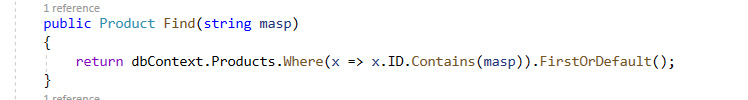 1 reference
public Product Find(string masp)
{
return dbContext.Products.Where(x => x.ID.Contains(masp)).FirstOrDefault();
}
1 reference